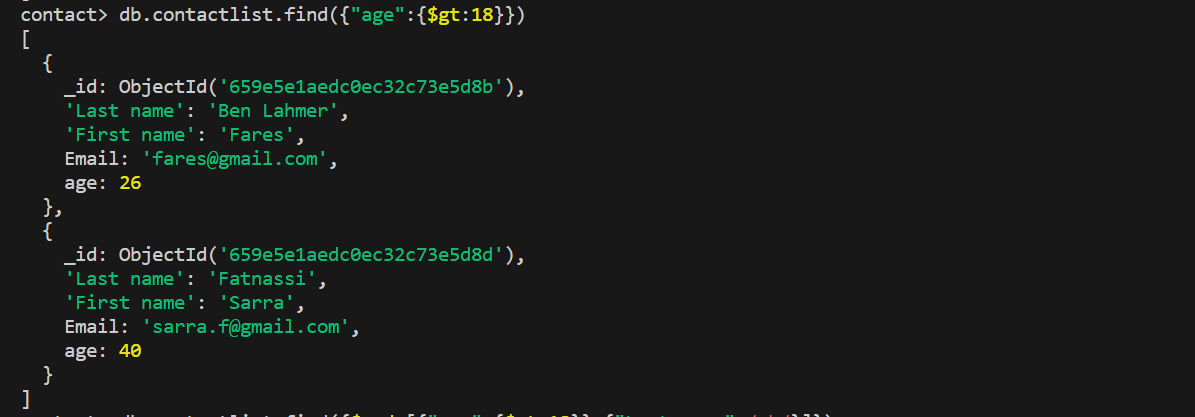 contact> db.contactlist.find({"age":{$gt:18}})
[
  {
    _id: ObjectId('659e5e1aedc0ec32c73e5d8b'),
    'Last name': 'Ben Lahmer',
    'First name': 'Fares',
    Email: 'fares@gmail.com',
    age: 26
  },
  {
    _id: ObjectId('659e5e1aedc0ec32c73e5d8d'),
    'Last name': 'Fatnassi',
    'First name': 'Sarra',
    Email: 'sarra.f@gmail.com',
    age: 40
  }
]